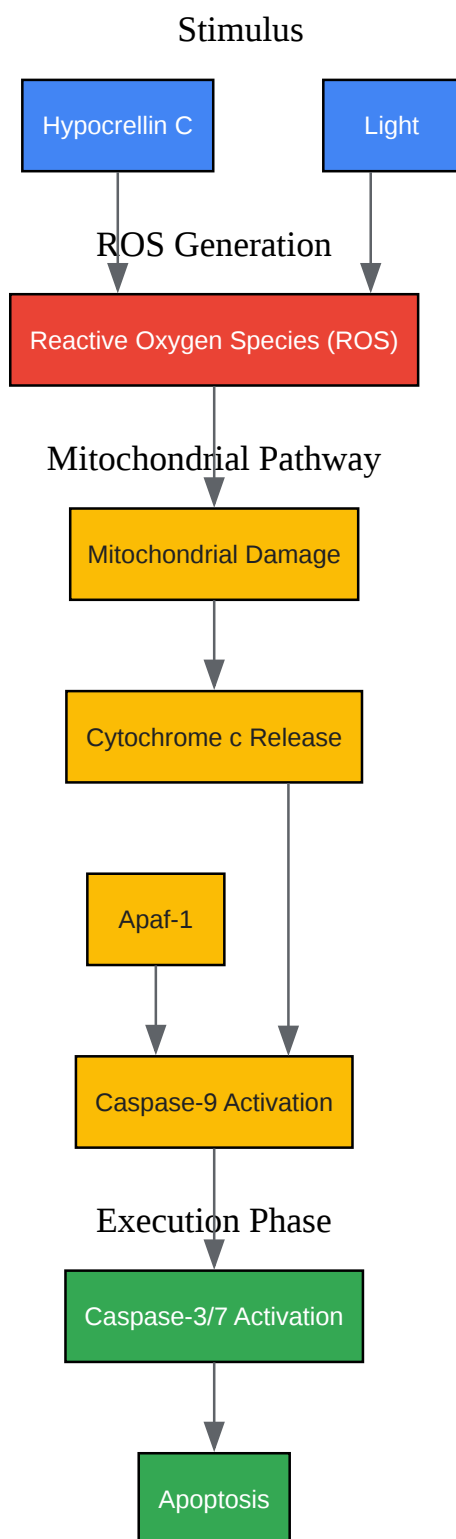 Stimulus
Hypocrellin C
Light
ROS Generation
Reactive Oxygen Species (ROS)
Mitochondrial Pathway
Mitochondrial Damage
Cytochrome c Release
Apaf-1
Caspase-9 Activation
Execution Phase
Caspase-3/7 Activation
Apoptosis